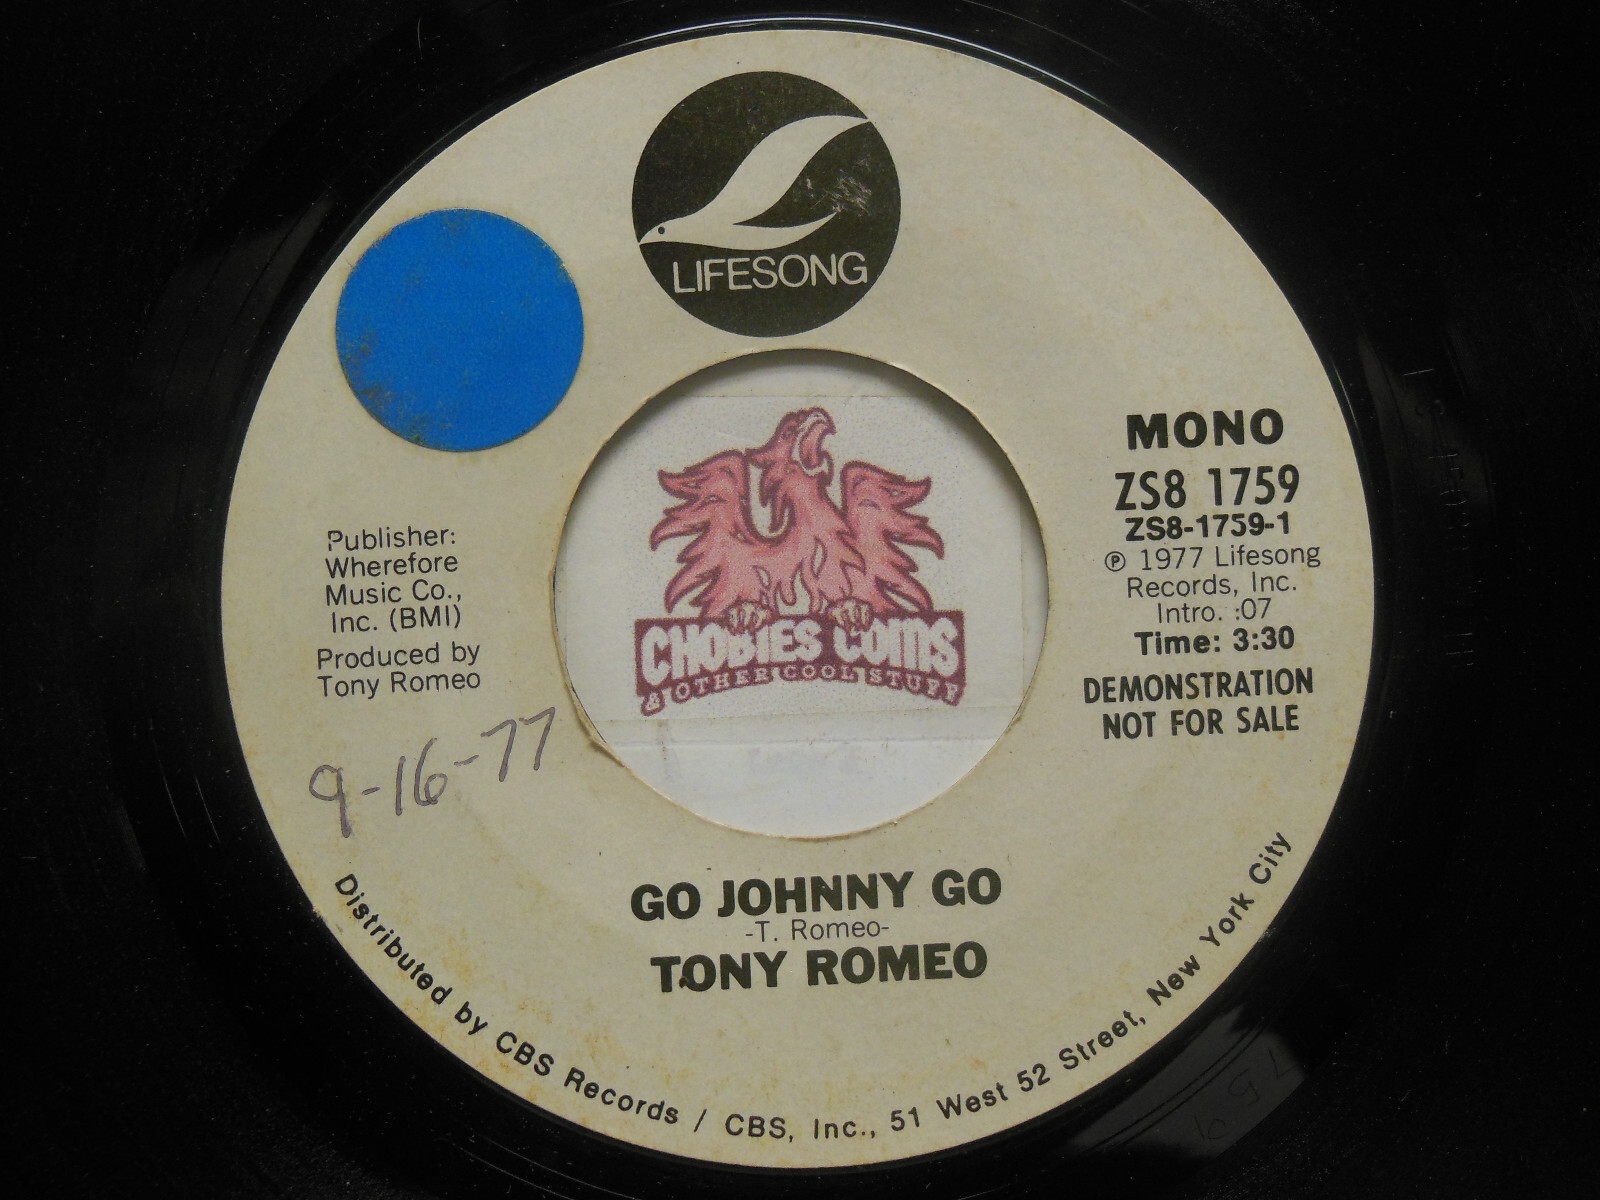 LIFESONG
MONO
ZS8 1759
ZS8-1759-1
℗ 1977 Lifesong
Records, Inc.
Intro. :07
Time: 3:30
DEMONSTRATION
NOT FOR SALE
Publisher:
Wherefore
Music Co.,
Inc. (BMI)
Produced by
Tony Romeo
9-16-77
CHOBIES COINS
& OTHER COOL STUFF
GO JOHNNY GO
-T. Romeo-
TONY ROMEO
Distributed by CBS Records / CBS, Inc., 51 West 52 Street, New York City